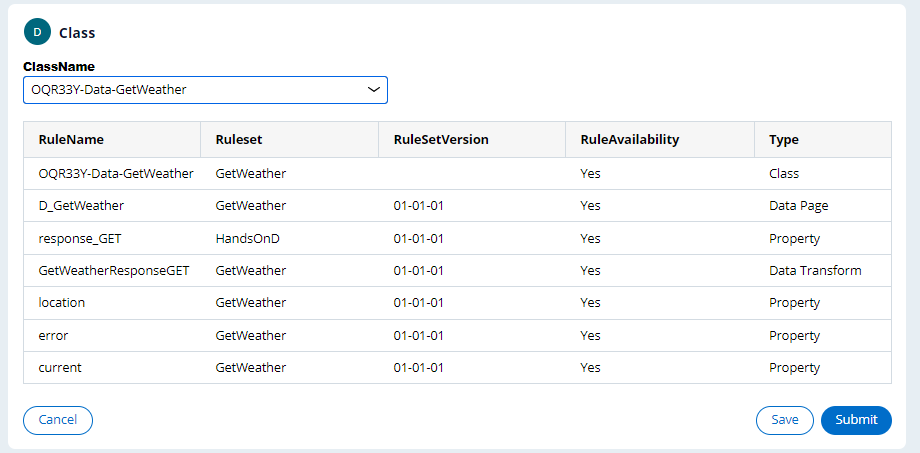 D Class
ClassName
OQR33Y-Data-GetWeather
RuleName Ruleset RuleSetVersion RuleAvailability Type
OQR33Y-Data-GetWeather GetWeather Yes Class
D_GetWeather GetWeather 01-01-01 Yes Data Page
response_GET HandsOnD 01-01-01 Yes Property
GetWeatherResponseGET GetWeather 01-01-01 Yes Data Transform
location GetWeather 01-01-01 Yes Property
error GetWeather 01-01-01 Yes Property
current GetWeather 01-01-01 Yes Property
Cancel Save Submit